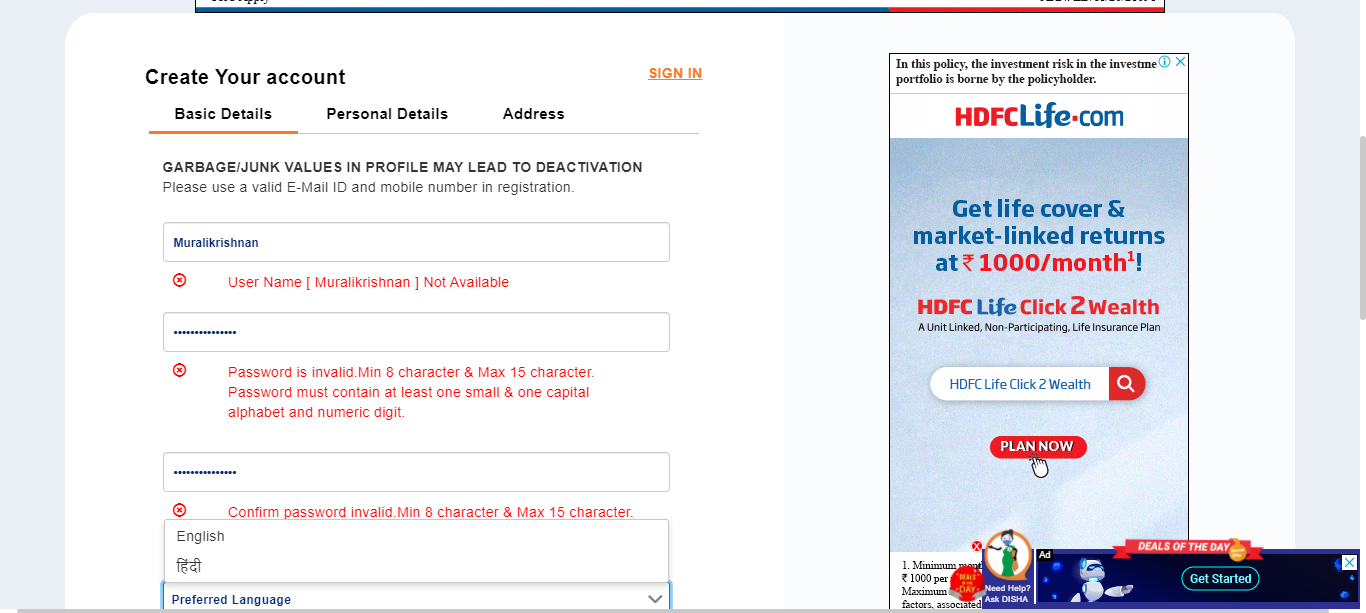 Create Your account
SIGN IN
Basic Details
Personal Details
Address
GARBAGE/JUNK VALUES IN PROFILE MAY LEAD TO DEACTIVATION
Please use a valid E-Mail ID and mobile number in registration.
Muralikrishnan
User Name [ Muralikrishnan ] Not Available
•••••••••••••••
Password is invalid.Min 8 character & Max 15 character.
Password must contain at least one small & one capital
alphabet and numeric digit.
•••••••••••••••
Confirm password invalid.Min 8 character & Max 15 character.
English
हिंदी
Preferred Language
In this policy, the investment risk in the investme
portfolio is borne by the policyholder.
HDFCLife.com
Get life cover &
market-linked returns
at ₹ 1000/month¹!
HDFC Life Click 2 Wealth
A Unit Linked, Non-Participating, Life Insurance Plan
HDFC Life Click 2 Wealth
PLAN NOW
1. Minimum
₹ 1000 per
Maximum
factors, associated
DEALS OF THE DAY
Need Help?
Ask DISHA
Ad
DEALS OF THE DAY
Get Started